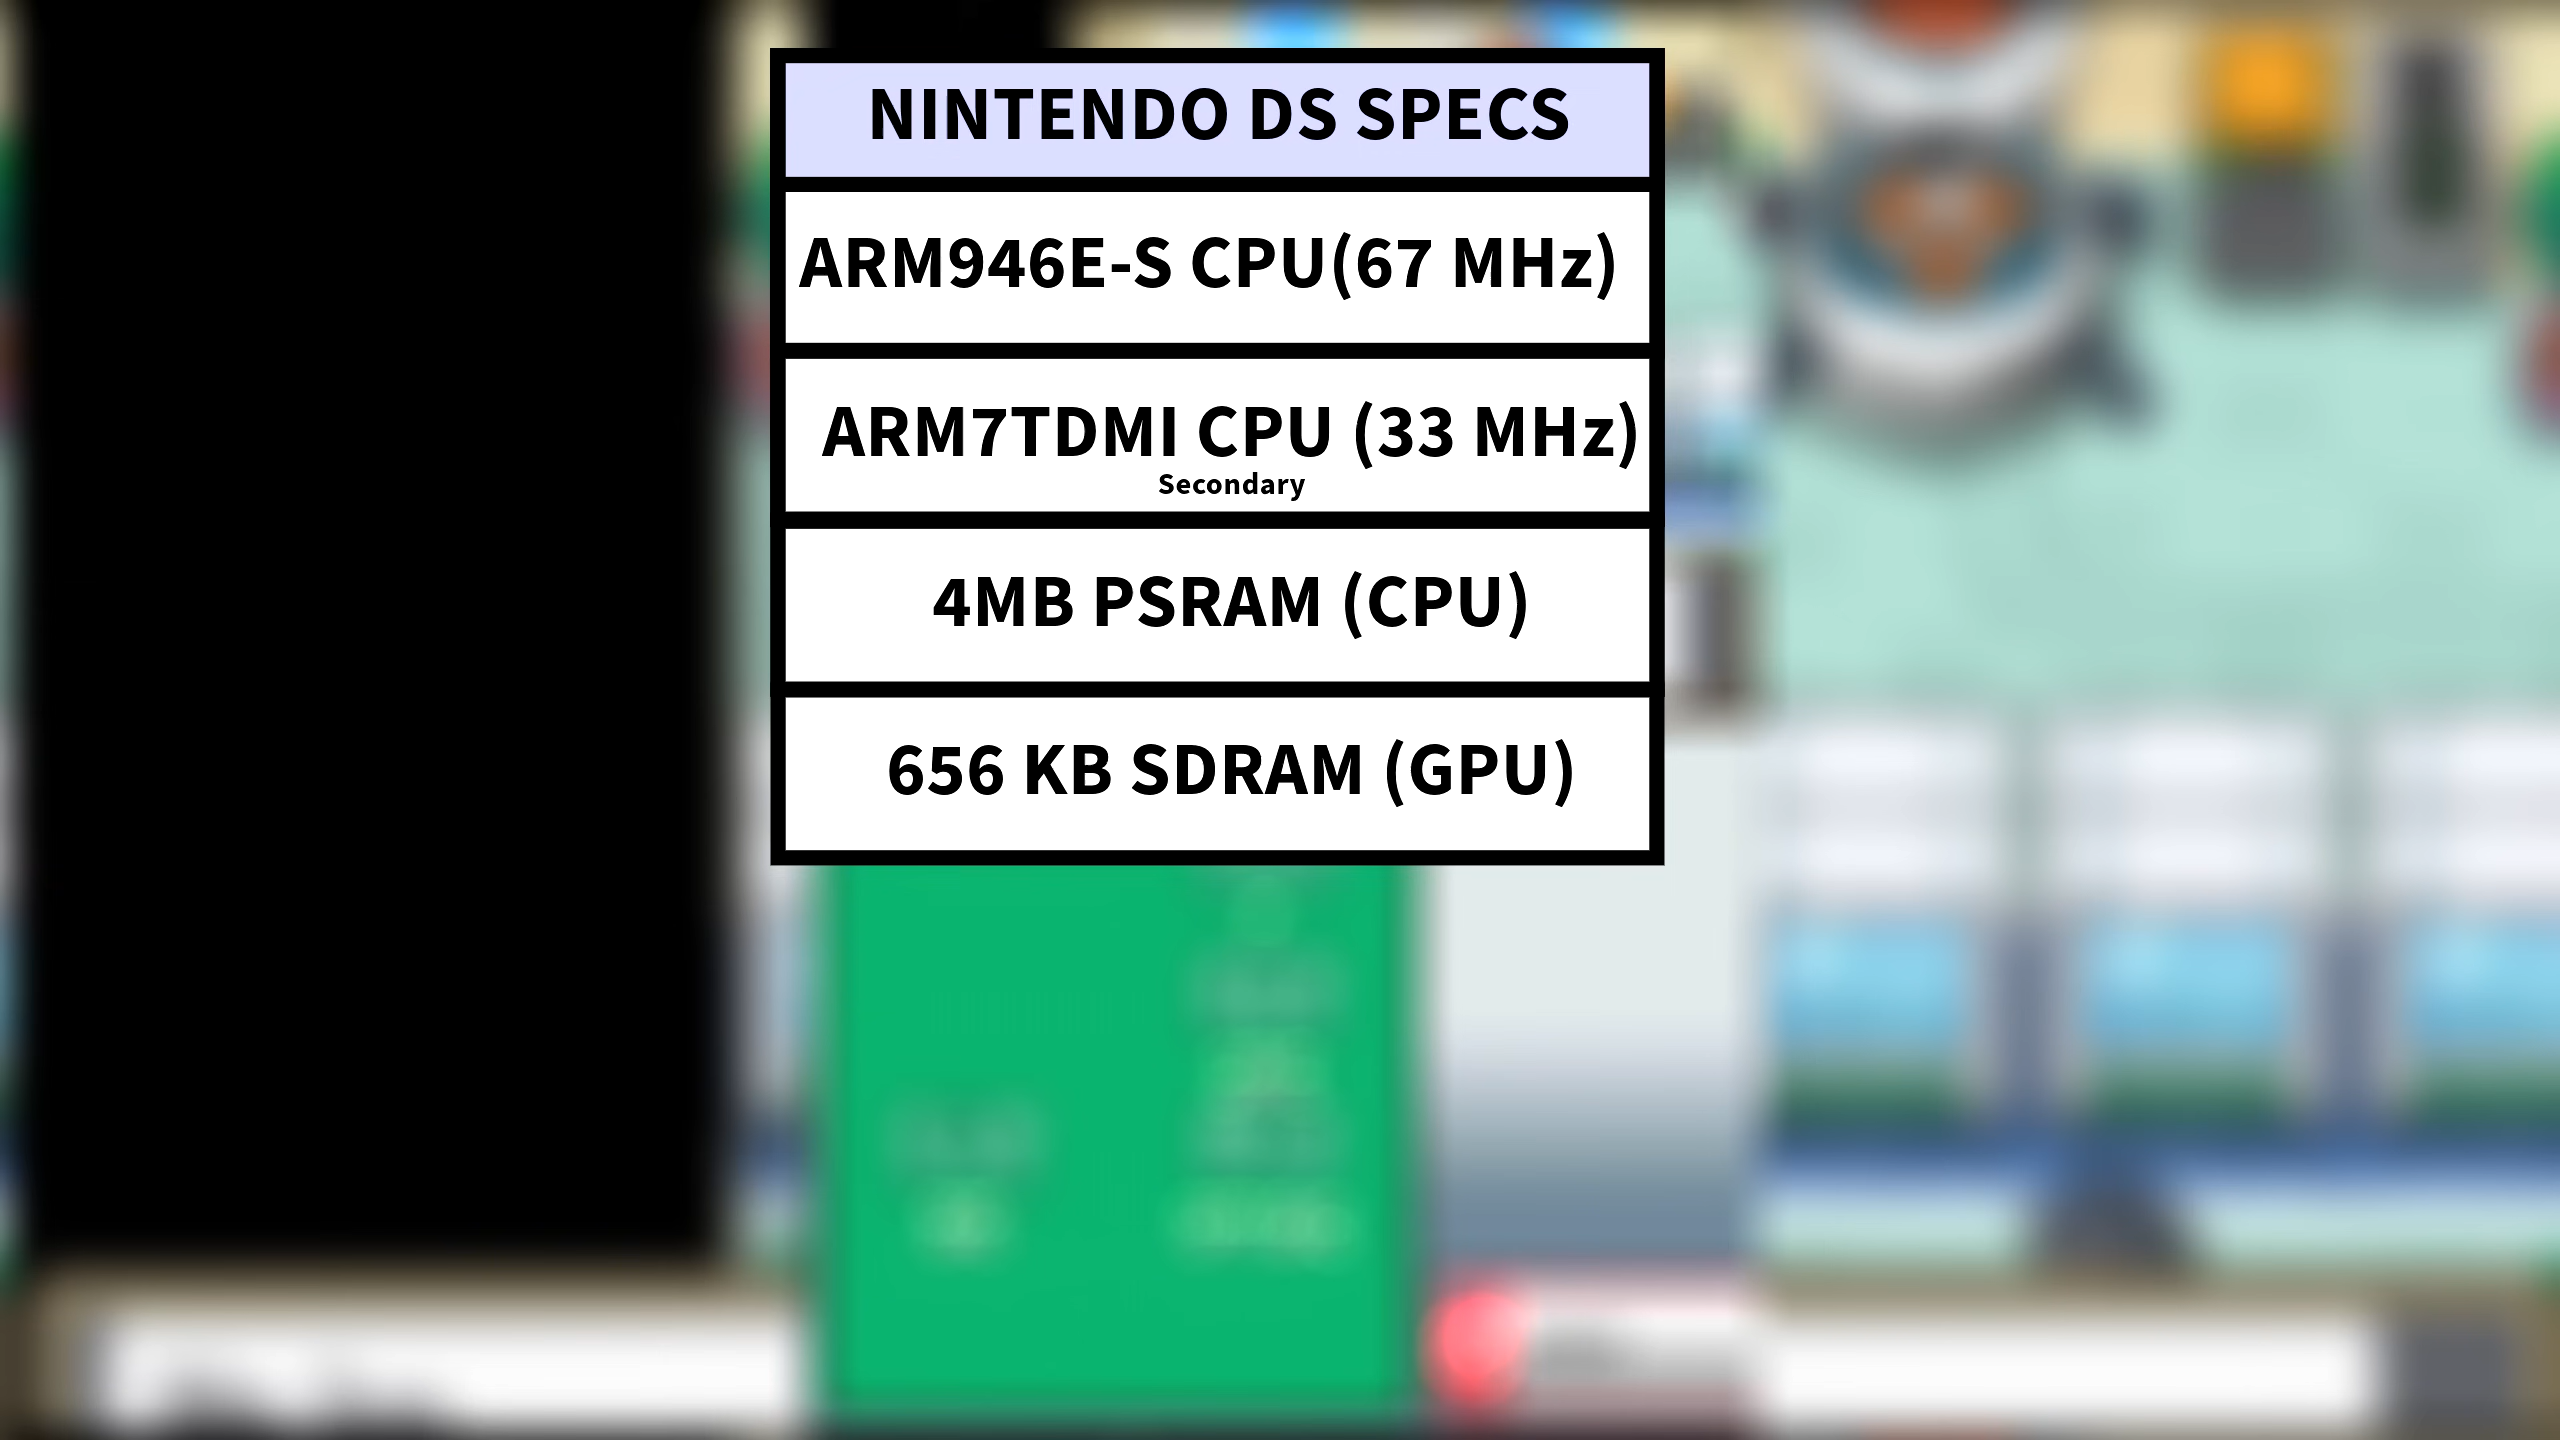 NINTENDO DS SPECS
ARM946E-S CPU(67 MHz)
ARM7TDMI CPU (33 MHz)
Secondary
4MB PSRAM (CPU)
656 KB SDRAM (GPU)